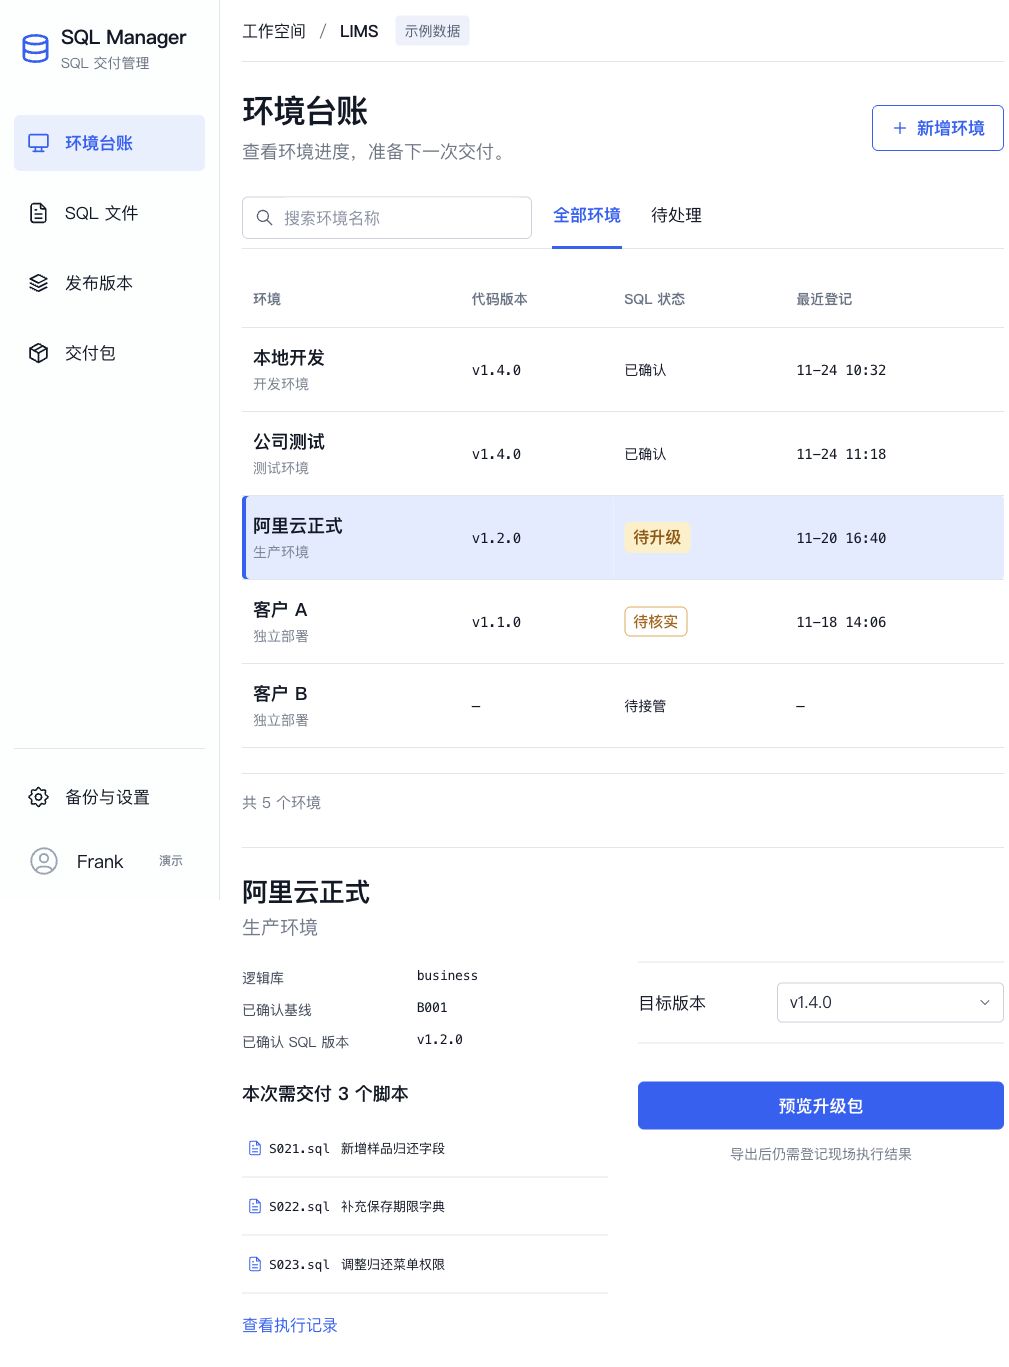 SQL Manager
SQL 交付管理
环境台账
SQL 文件
发布版本
交付包
备份与设置
Frank 演示
工作空间 / LIMS 示例数据
环境台账
查看环境进度，准备下一次交付。
+ 新增环境
搜索环境名称
全部环境 待处理
环境 代码版本 SQL 状态 最近登记
本地开发
开发环境
v1.4.0 已确认 11-24 10:32
公司测试
测试环境
v1.4.0 已确认 11-24 11:18
阿里云正式
生产环境
v1.2.0 待升级 11-20 16:40
客户 A
独立部署
v1.1.0 待核实 11-18 14:06
客户 B
独立部署
— 待接管 —
共 5 个环境
阿里云正式
生产环境
逻辑库 business
已确认基线 B001
已确认 SQL 版本 v1.2.0
本次需交付 3 个脚本
S021.sql 新增样品归还字段
S022.sql 补充保存期限字典
S023.sql 调整归还菜单权限
查看执行记录
目标版本 v1.4.0
预览升级包
导出后仍需登记现场执行结果